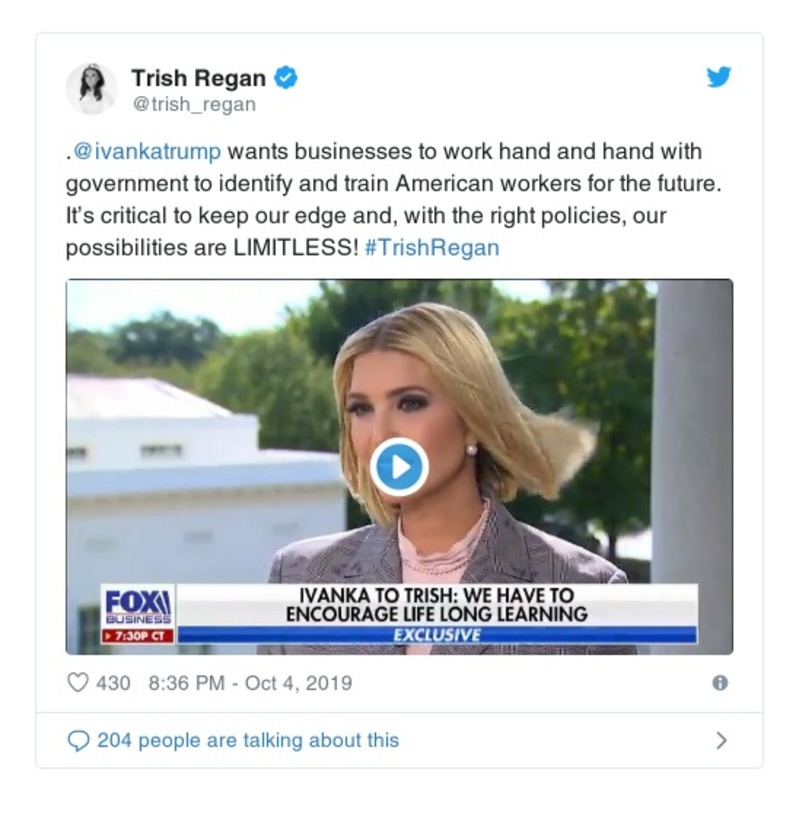 Trish Regan
@trish_regan
.@ivankatrump wants businesses to work hand and hand with
government to identify and train American workers for the future.
It’s critical to keep our edge and, with the right policies, our
possibilities are LIMITLESS! #TrishRegan
IVANKA TO TRISH: WE HAVE TO
ENCOURAGE LIFE LONG LEARNING
EXCLUSIVE
FOX
BUSINESS
7:30P CT
430 8:36 PM - Oct 4, 2019
204 people are talking about this